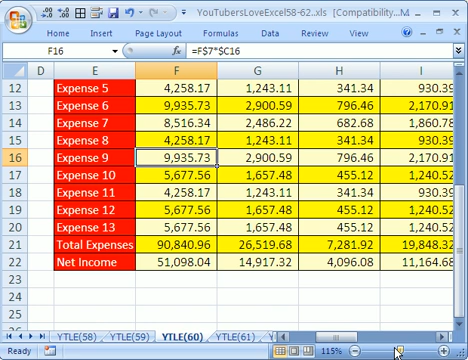 YouTubersLoveExcel58-62..xls [Compatibility...
Home Insert Page Layout Formulas
F16 fx =F$7*$C16
D E F G H I
12 Expense 5 4,258.17 1,243.11 341.34 930.39
13 Expense 6 9,935.73 2,900.59 796.46 2,170.91
14 Expense 7 8,516.34 2,486.22 682.68 1,860.78
15 Expense 8 4,258.17 1,243.11 341.34 930.39
16 Expense 9 9,935.73 2,900.59 796.46 2,170.91
17 Expense 10 5,677.56 1,657.48 455.12 1,240.52
18 Expense 11 4,258.17 1,243.11 341.34 930.39
19 Expense 12 5,677.56 1,657.48 455.12 1,240.52
20 Expense 13 5,677.56 1,657.48 455.12 1,240.52
21 Total Expenses 90,840.96 26,519.68 7,281.92 19,848.32
22 Net Income 51,098.04 14,917.32 4,096.08 11,164.68
23
24
25
YTLE(58) YTLE(59) YTLE(60) YTLE(61)
Ready 115%